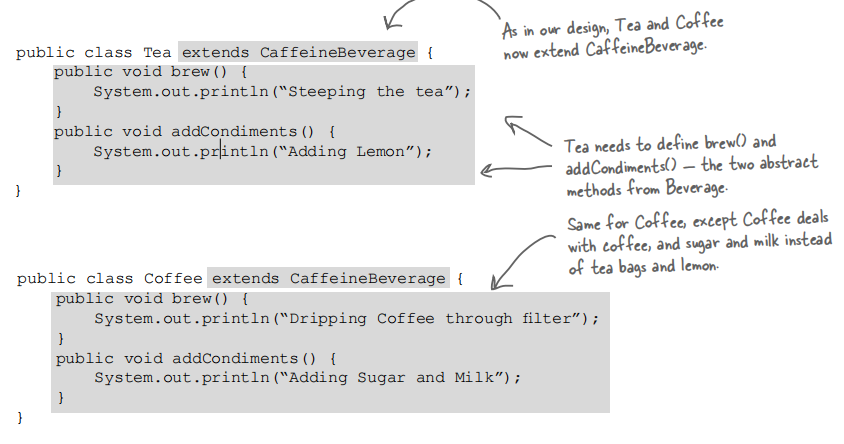 As in our design, Tea and Coffee
now extend CaffeineBeverage.
public class Tea extends CaffeineBeverage {
public void brew() {
System.out.println(“Steeping the tea”);
}
public void addCondiments() {
System.out.println(“Adding Lemon”);
}
}
Tea needs to define brew() and
addCondiments() — the two abstract
methods from Beverage.
Same for Coffee, except Coffee deals
with coffee, and sugar and milk instead
of tea bags and lemon.
public class Coffee extends CaffeineBeverage {
public void brew() {
System.out.println(“Dripping Coffee through filter”);
}
public void addCondiments() {
System.out.println(“Adding Sugar and Milk”);
}
}